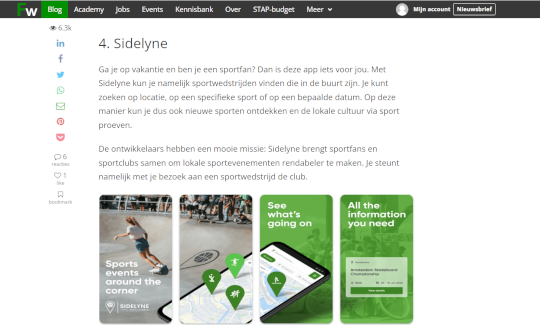 Fw Blog Academy Jobs Events Kennisbank Over STAP-budget Meer Mijn account Nieuwsbrief
6.3k
4. Sidelyne
Ga je op vakantie en ben je een sportfan? Dan is deze app iets voor jou. Met
Sidelyne kun je namelijk sportwedstrijden vinden die in de buurt zijn. Je kunt
zoeken op locatie, op een specifieke sport of op een bepaalde datum. Op deze
manier kun je dus ook nieuwe sporten ontdekken en de lokale cultuur via sport
proeven.
De ontwikkelaars hebben een mooie missie: Sidelyne brengt sportfans en
sportclubs samen om lokale sportevenementen rendabeler te maken. Je steunt
namelijk met je bezoek aan een sportwedstrijd de club.
6
reacties
1
like
bookmark
Sports
events
around the
corner
SIDELYNE
See
what's
going on
All the
information
you need
Amsterdam Skateboard
Championship